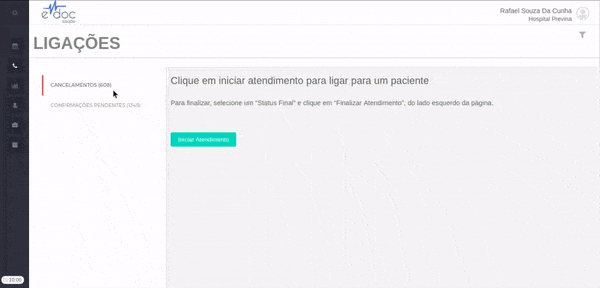 e doc
saúde
Rafael Souza Da Cunha
Hospital Previna
LIGAÇÕES
CANCELAMENTOS (608)
CONFIRMAÇÕES PENDENTES
Clique em iniciar atendimento para ligar para um paciente
Para finalizar, selecione um "Status Final" e clique em "Finalizar Atendimento", do lado esquerdo da página.
Iniciar Atendimento
10:00